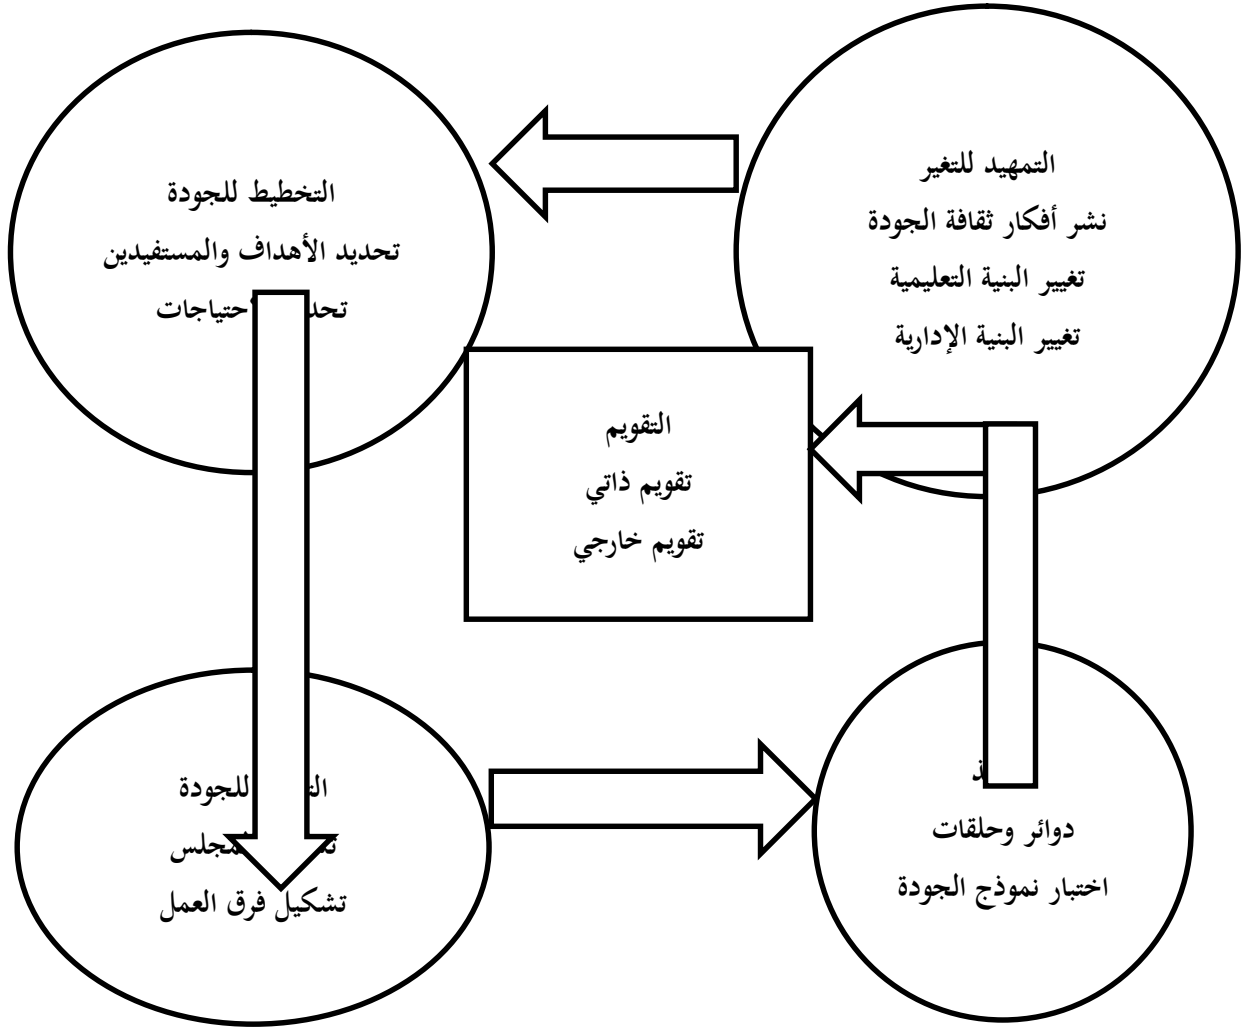 التمهيد للتغير
نشر أفكار ثقافة الجودة
تغيير البنية التعليمية
تغيير البنية الإدارية
التخطيط للجودة
تحديد الأهداف والمستفيدين
التقويم
تقويم ذاتي
تقويم خارجي
للجودة
تشكيل فرق العمل
دوائر وحلقات
اختبار نموذج الجودة